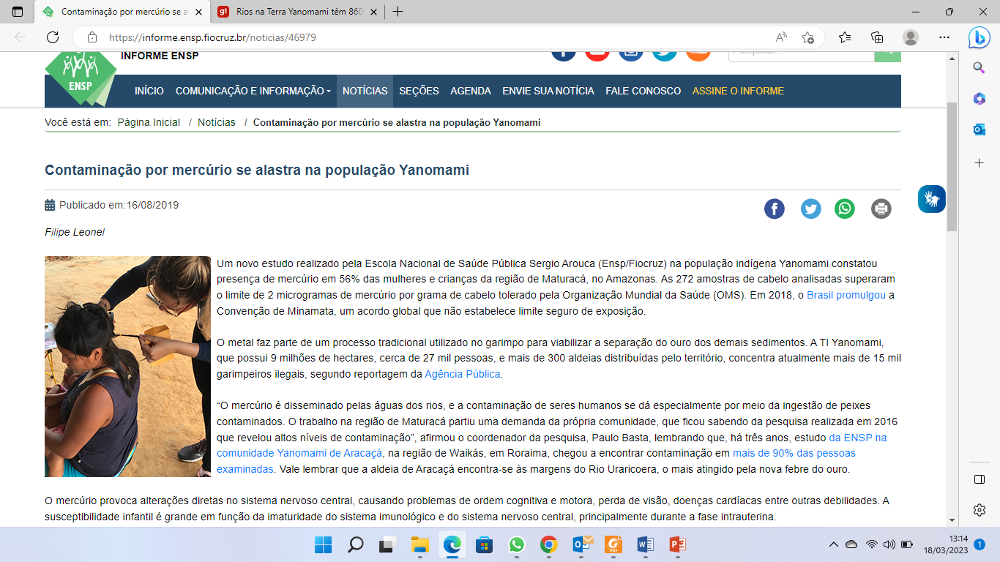 Contaminação por mercúrio se a
g1 Rios na Terra Yanomami têm 860
https://informe.ensp.fiocruz.br/noticias/46979
INFORME ENSP
ENSP
INÍCIO COMUNICAÇÃO E INFORMAÇÃO NOTÍCIAS SEÇÕES AGENDA ENVIE SUA NOTÍCIA FALE CONOSCO ASSINE O INFORME
Você está em: Página Inicial / Notícias / Contaminação por mercúrio se alastra na população Yanomami
Contaminação por mercúrio se alastra na população Yanomami
Publicado em:16/08/2019
Filipe Leonel
Um novo estudo realizado pela Escola Nacional de Saúde Pública Sergio Arouca (Ensp/Fiocruz) na população indígena Yanomami constatou
presença de mercúrio em 56% das mulheres e crianças da região de Maturacá, no Amazonas. As 272 amostras de cabelo analisadas superaram
o limite de 2 microgramas de mercúrio por grama de cabelo tolerado pela Organização Mundial da Saúde (OMS). Em 2018, o Brasil promulgou a
Convenção de Minamata, um acordo global que não estabelece limite seguro de exposição.
O metal faz parte de um processo tradicional utilizado no garimpo para viabilizar a separação do ouro dos demais sedimentos. A TI Yanomami,
que possui 9 milhões de hectares, cerca de 27 mil pessoas, e mais de 300 aldeias distribuídas pelo território, concentra atualmente mais de 15 mil
garimpeiros ilegais, segundo reportagem da Agência Pública.
“O mercúrio é disseminado pelas águas dos rios, e a contaminação de seres humanos se dá especialmente por meio da ingestão de peixes
contaminados. O trabalho na região de Maturacá partiu uma demanda da própria comunidade, que ficou sabendo da pesquisa realizada em 2016
que revelou altos níveis de contaminação”, afirmou o coordenador da pesquisa, Paulo Basta, lembrando que, há três anos, estudo da ENSP na
comunidade Yanomami de Aracaçá, na região de Waikás, em Roraima, chegou a encontrar contaminação em mais de 90% das pessoas
examinadas. Vale lembrar que a aldeia de Aracaçá encontra-se às margens do Rio Uraricoera, o mais atingido pela nova febre do ouro.
O mercúrio provoca alterações diretas no sistema nervoso central, causando problemas de ordem cognitiva e motora, perda de visão, doenças cardíacas entre outras debilidades. A
susceptibilidade infantil é grande em função da imaturidade do sistema imunológico e do sistema nervoso central, principalmente durante a fase intrauterina.
13:14
18/03/2023
1